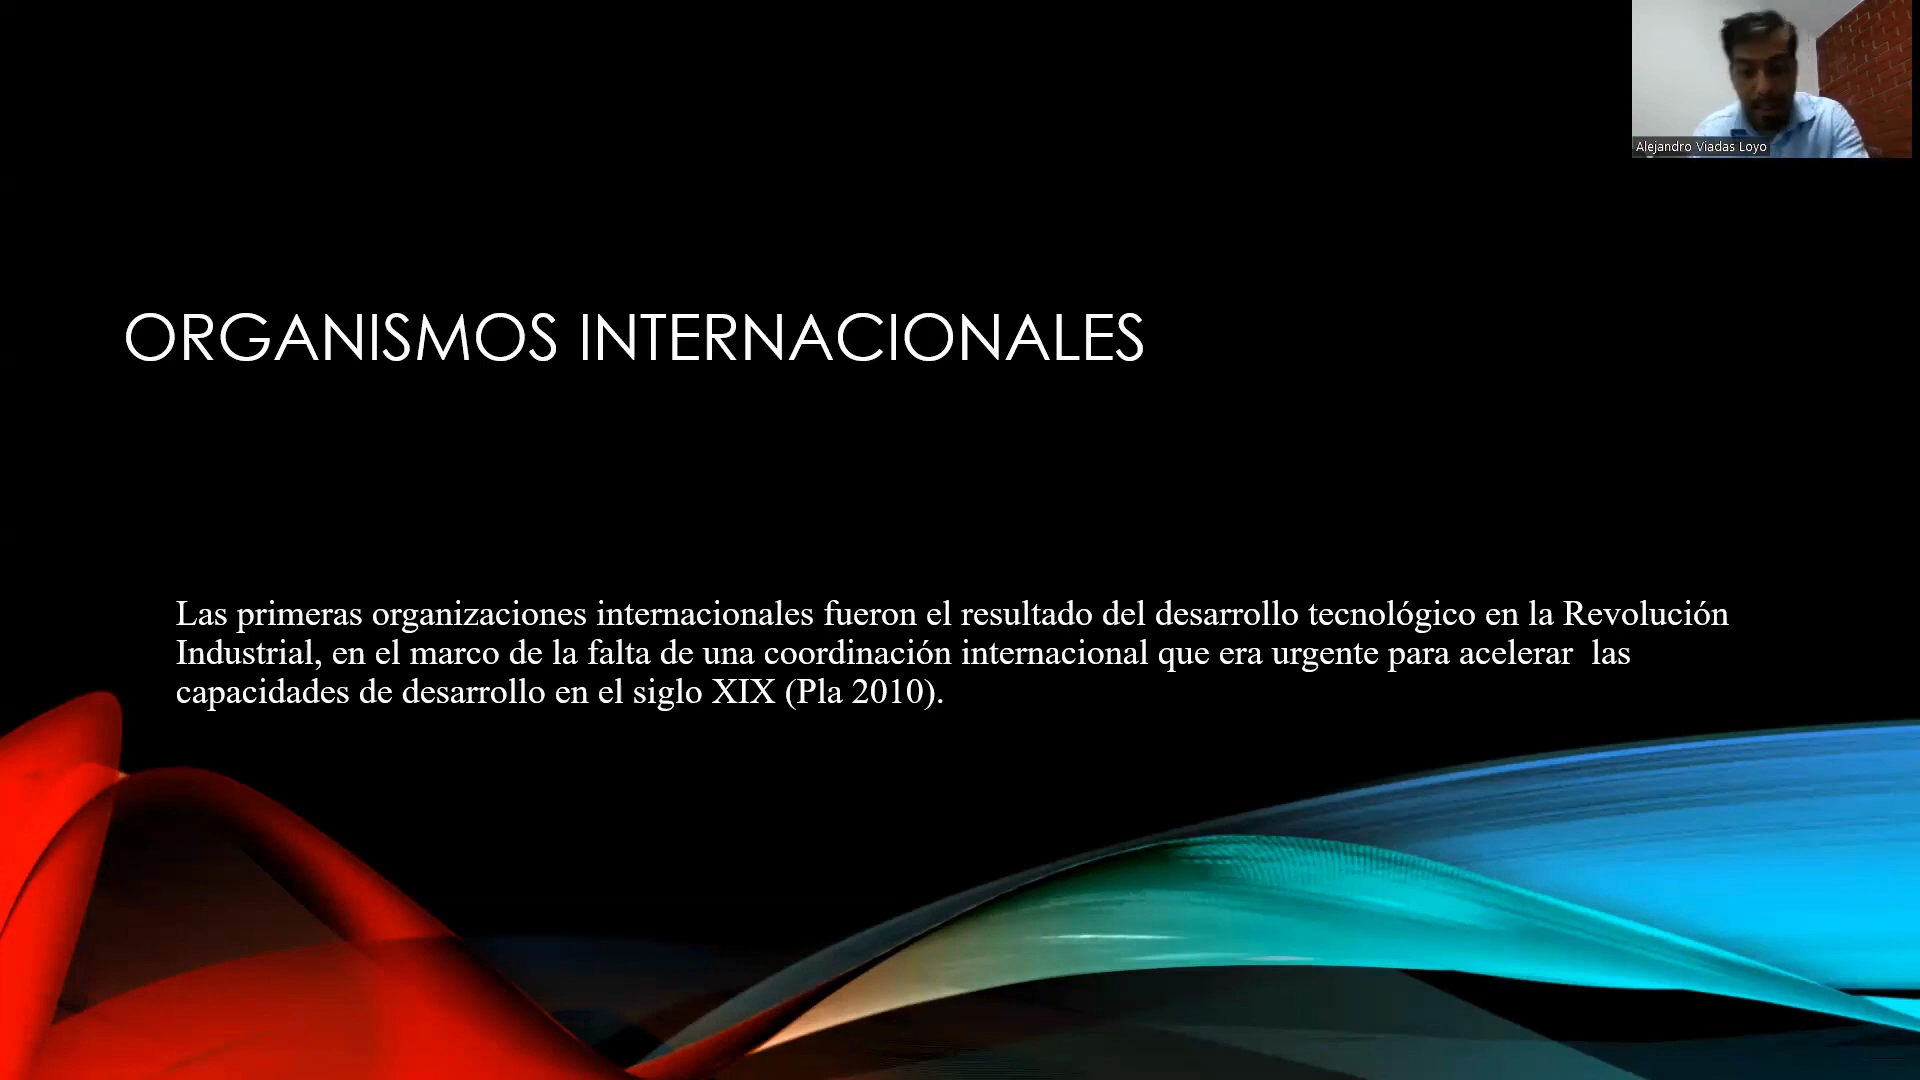 Alejandro Viadas Loyo
ORGANISMOS INTERNACIONALES
Las primeras organizaciones internacionales fueron el resultado del desarrollo tecnológico en la Revolución
Industrial, en el marco de la falta de una coordinación internacional que era urgente para acelerar  las
capacidades de desarrollo en el siglo XIX (Pla 2010).